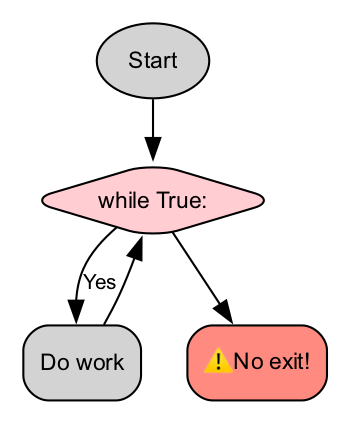 Start
while True:
Yes
Do work
⚠️No exit!